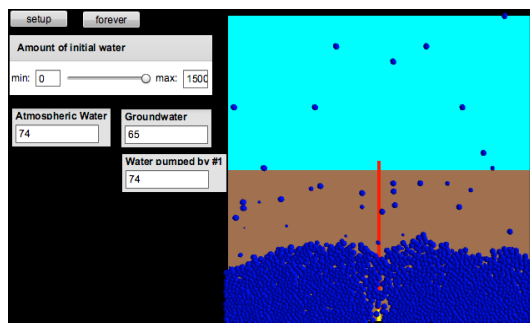 setup forever
Amount of initial water
min: 0 max: 1500
Atmospheric Water
74
Groundwater
65
Water pumped by #1
74